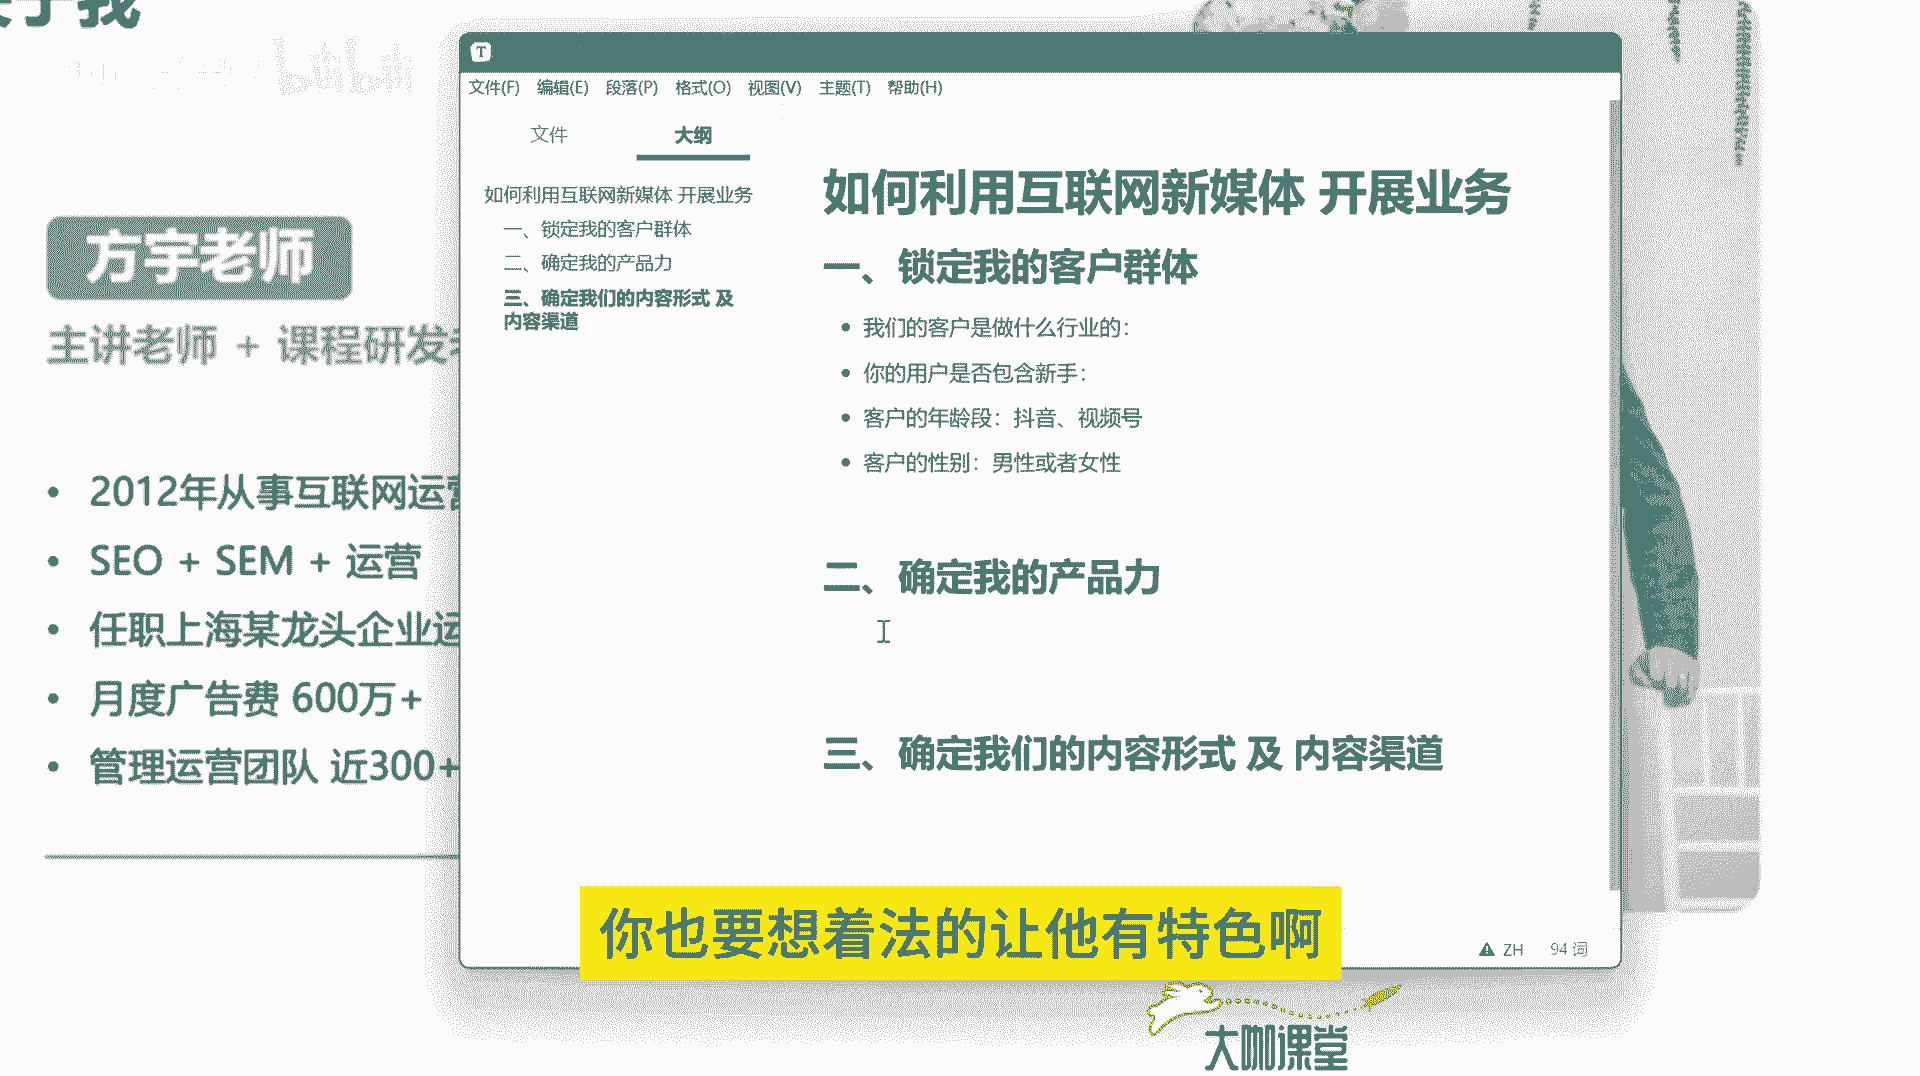 bilibili
方宇老师
主讲老师 + 课程研发
• 2012年从事互联网运营
• SEO + SEM + 运营
• 任职上海某龙头企业运
• 月度广告费 600万+
• 管理运营团队 近300+
T
文件(F) 编辑(E) 段落(P) 格式(O) 视图(V) 主题(T) 帮助(H)
文件 大纲
如何利用互联网新媒体 开展业务
一、锁定我的客户群体
二、确定我的产品力
三、确定我们的内容形式 及
内容渠道
如何利用互联网新媒体 开展业务
一、锁定我的客户群体
• 我们的客户是做什么行业的：
• 你的用户是否包含新手：
• 客户的年龄段：抖音、视频号
• 客户的性别：男性或者女性
二、确定我的产品力
三、确定我们的内容形式 及 内容渠道
ZH 94 词
你也要想着法的让他有特色啊
大咖课堂